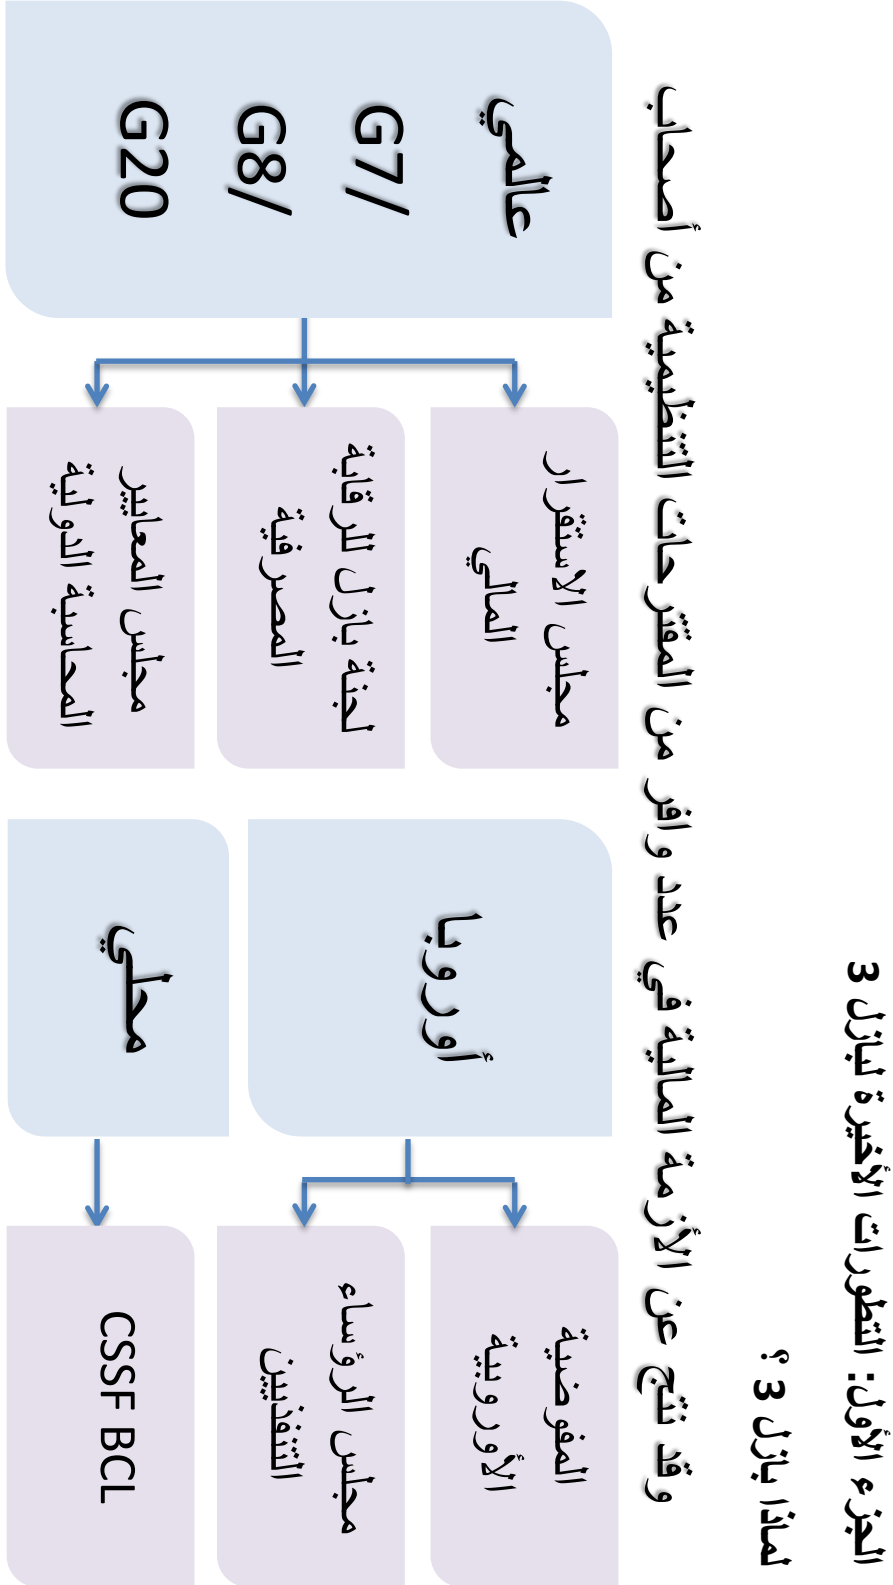 الجزء الأول: التطورات الأخيرة لبازل 3
لماذا بازل 3 ؟
وقد نتج عن الأزمة المالية في عدد وافر من المقترحات التنظيمية من أصحاب
عالمي
G7/
G8/
G20
مجلس الاستقرار
المالي
لجنة بازل للرقابة
المصرفية
مجلس المعايير
المحاسبة الدولية
أوروبا
المفوضية
الأوروبية
مجلس الرؤساء
التنفذيين
محلي
CSSF BCL